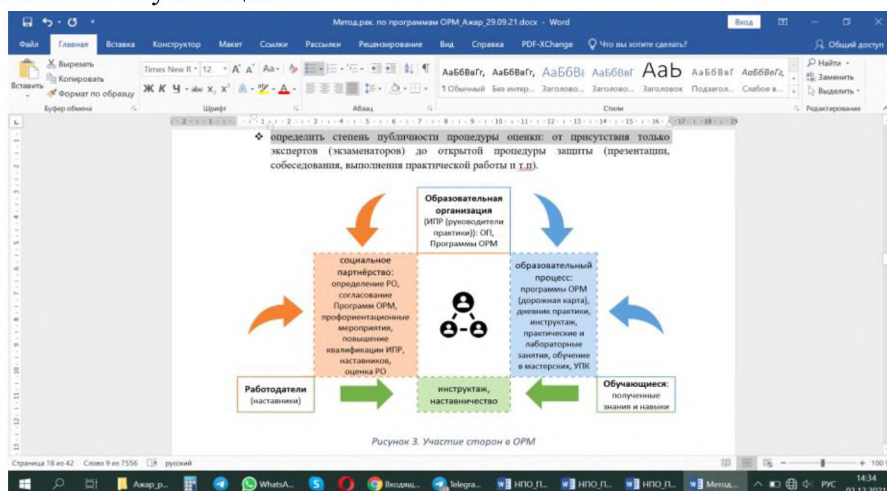 Метод.рек. по программам ОРМ_Ажар_29.09.21.docx - Word
Вход
Файл Главная Вставка Конструктор Макет Ссылки Рассылки Рецензирование Вид Справка PDF-XChange Что вы хотите сделать? Общий доступ
Вставить
Вырезать
Копировать
Формат по образцу
Буфер обмена
Times New R 12
Ж К Ч abc
Шрифт
Абзац
АаБбВвГг, АаБбВвГг, АаБбВв АаБбВвГ АаБ АаБбВвГ АаБбВвГг,
1 Обычный Без интер... Заголово... Заголово... Заголовок Подзагол... Слабое в...
Стили
Найти
Заменить
Выделить
Редактирование
определить степень публичности процедуры оценки: от присутствия только
экспертов (экзаменаторов) до открытой процедуры защиты (презентации,
собеседования, выполнения практической работы и т.п).
Образовательная
организация
(ИПР (руководители
практики)): ОП,
Программы ОРМ
социальное
партнёрство:
определение РО,
согласование
Программ ОРМ,
профориентационные
мероприятия,
повышение
квалификации ИПР,
наставников,
оценка РО
образовательный
процесс:
программы ОРМ
(дорожная карта),
дневник практики,
инструктаж,
практические и
лабораторные
занятия, обучение
в мастерских, УПК
Работодатели
(наставники)
инструктаж,
наставничество
Обучающиеся:
полученные
знания и навыки
Рисунок 3. Участие сторон в ОРМ
Страница 18 из 42 Слово 9 из 7556 русский
Ажар_р... WhatsA... Входящ... Telegra... НПО_П... НПО_П... НПО_П... Метод... РУС 14:34